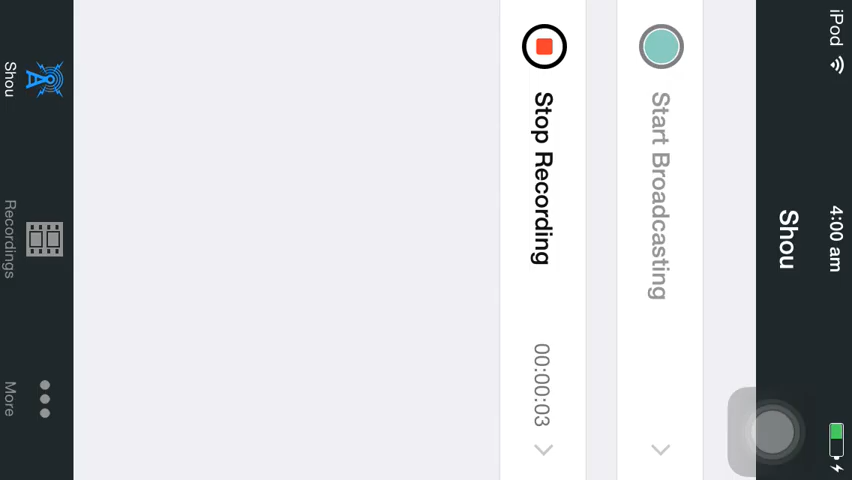 iPod 4:00 am
Shou
Start Broadcasting
Stop Recording 00:00:03
Shou Recordings More